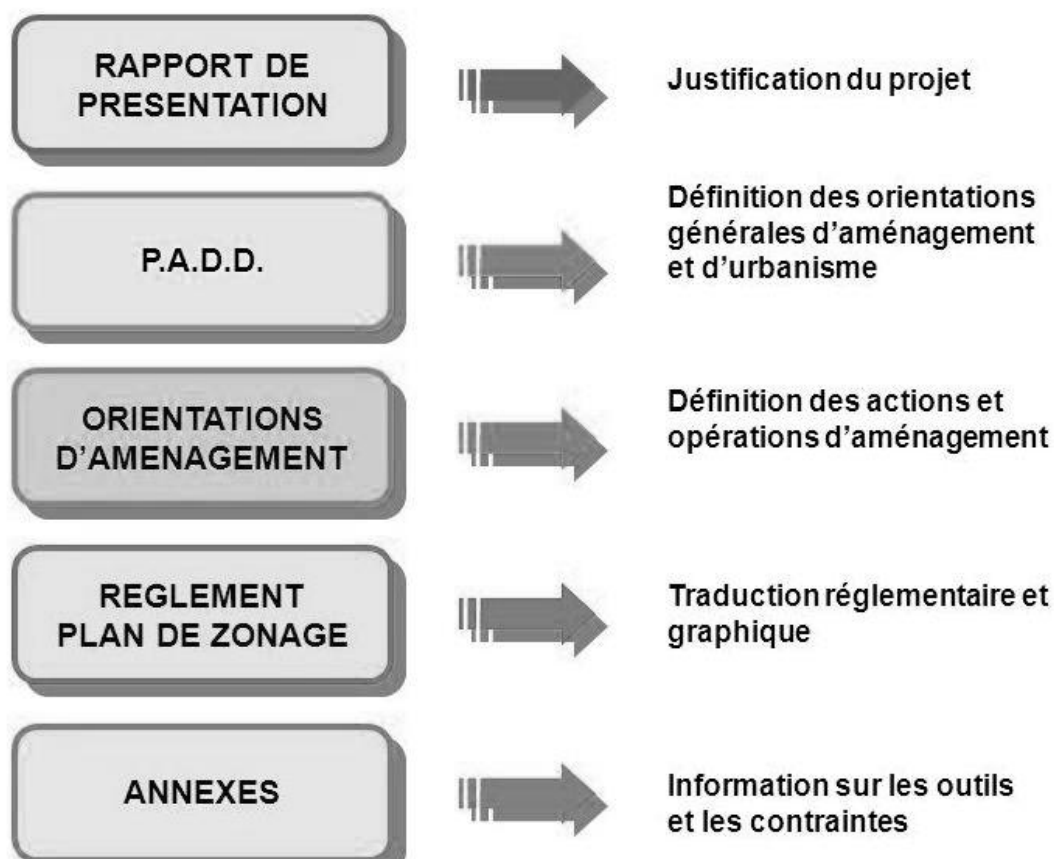 RAPPORT DE
PRESENTATION
Justification du projet
P.A.D.D.
Définition des orientations
générales d'aménagement
et d'urbanisme
ORIENTATIONS
D'AMENAGEMENT
Définition des actions et
opérations d'aménagement
REGLEMENT
PLAN DE ZONAGE
Traduction réglementaire et
graphique
ANNEXES
Information sur les outils
et les contraintes